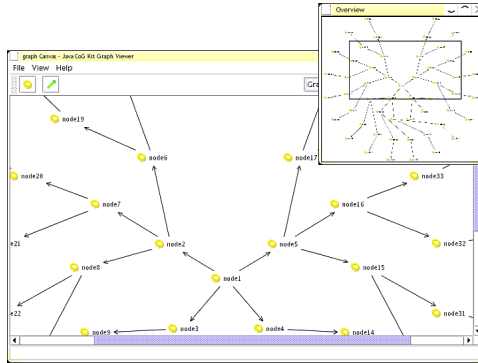 Overview
graph Canvas - Java CoG Kit Graph Viewer
File View Help
Gra
node19
node6
node17
node20
node33
node7
node16
e21
node2
node5
node32
node8
node15
node1
e22
node31
node9
node3
node4
node14